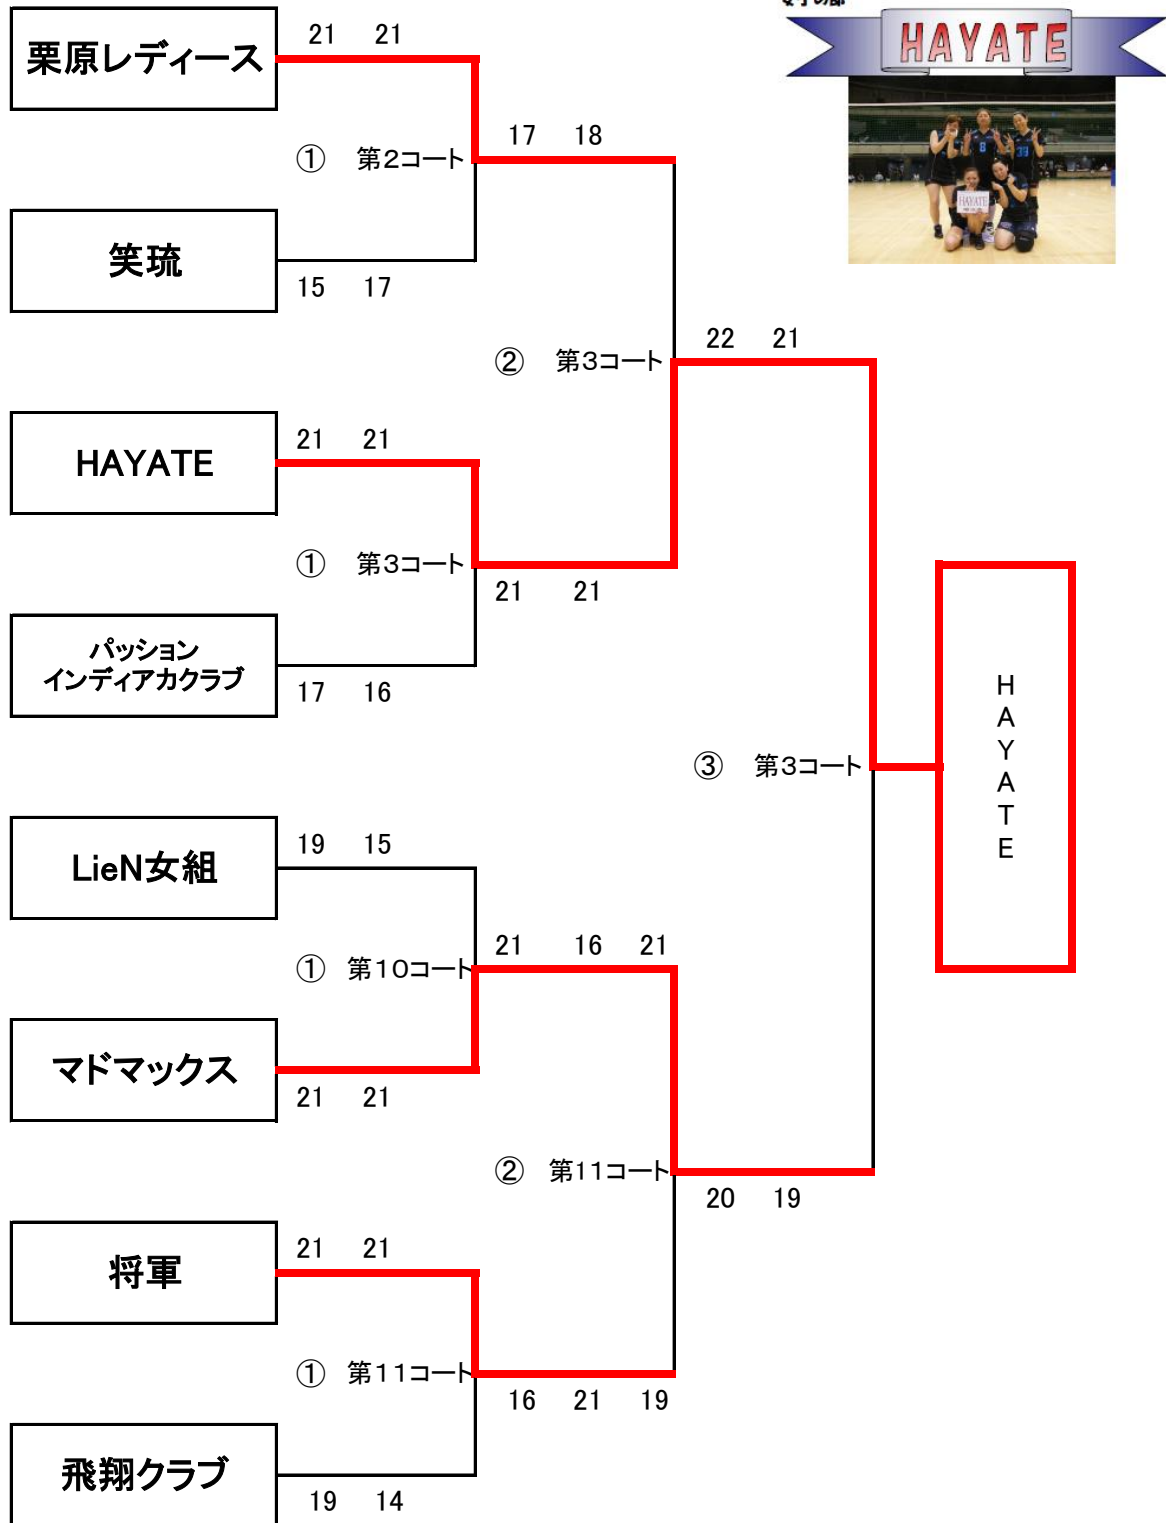 HAYATE
栗原レディース
21 21
① 第2コート
17 18
笑琉
15 17
② 第3コート
22 21
HAYATE
21 21
① 第3コート
21 21
パッション
インディアカクラブ
17 16
③ 第3コート
HAYATE
LieN女組
19 15
① 第10コート
21 16 21
マドマックス
21 21
② 第11コート
20 19
将軍
21 21
① 第11コート
16 21 19
飛翔クラブ
19 14